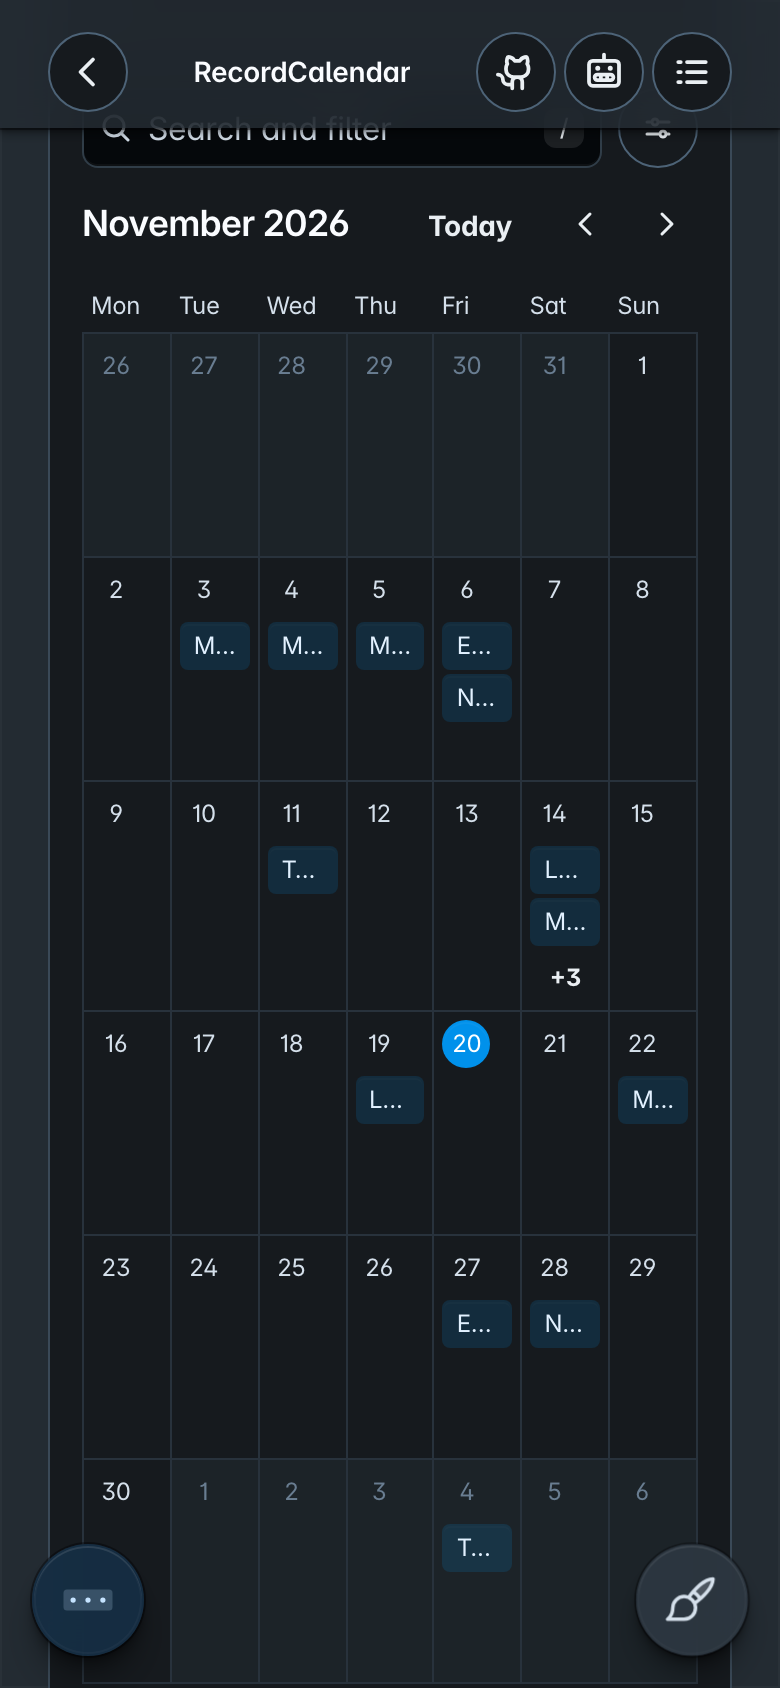 RecordCalendar
Search and filter /
November 2026 Today
Mon Tue Wed Thu Fri Sat Sun
26 27 28 29 30 31 1
2 3 4 5 6 7 8
M... M... M... E...
N...
9 10 11 12 13 14 15
T... L...
M...
+3
16 17 18 19 20 21 22
L... M...
23 24 25 26 27 28 29
E... N...
30 1 2 3 4 5 6
T...